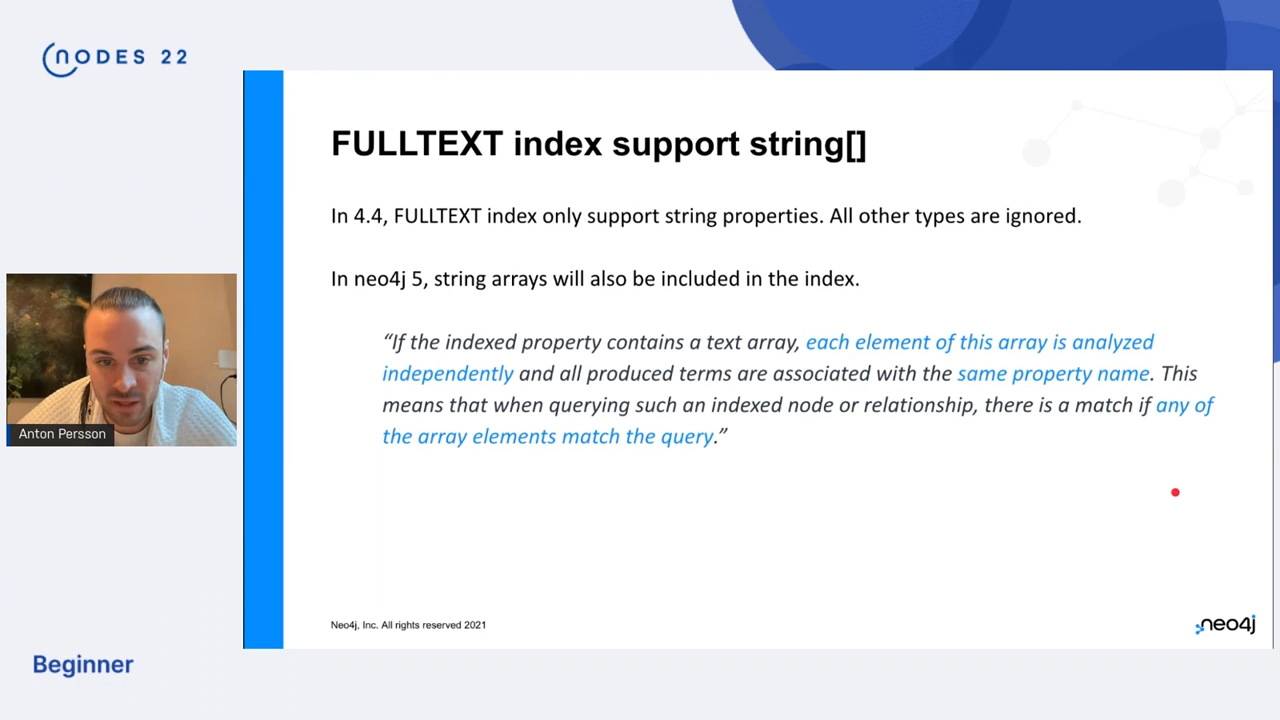 NODES 22
FULLTEXT index support string[]
In 4.4, FULLTEXT index only support string properties. All other types are ignored.
In neo4j 5, string arrays will also be included in the index.
“If the indexed property contains a text array, each element of this array is analyzed
independently and all produced terms are associated with the same property name. This
means that when querying such an indexed node or relationship, there is a match if any of
the array elements match the query.”
Anton Persson
Neo4j, Inc. All rights reserved 2021
neo4j
Beginner